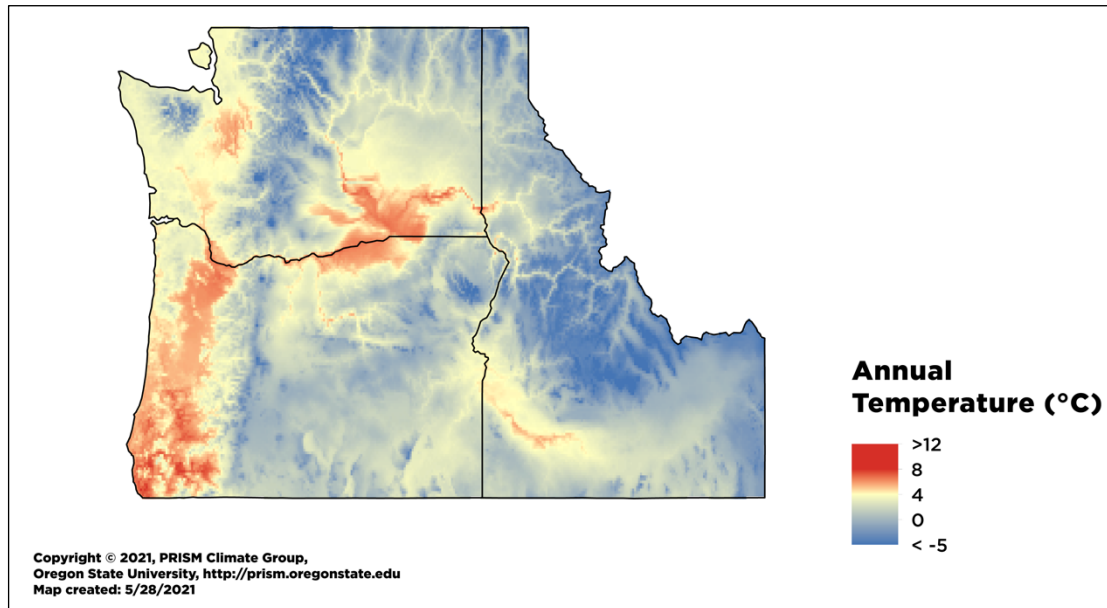 Annual
Temperature (°C)
>12
8
4
0
< -5
Copyright © 2021, PRISM Climate Group,
Oregon State University, http://prism.oregonstate.edu
Map created: 5/28/2021